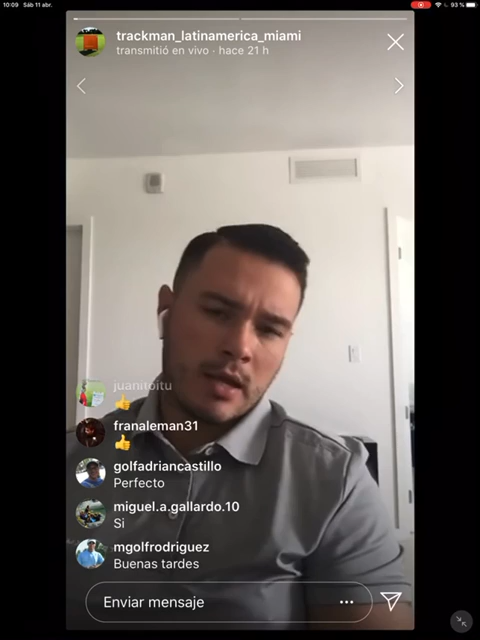 10:09 Sáb 11 abr.
93 %
trackman_latinamerica_miami
transmitió en vivo · hace 21 h
juanitoitu
👍
franaleman31
👍
golfadriancastillo
Perfecto
miguel.a.gallardo.10
Si
mgolfrodriguez
Buenas tardes
Enviar mensaje